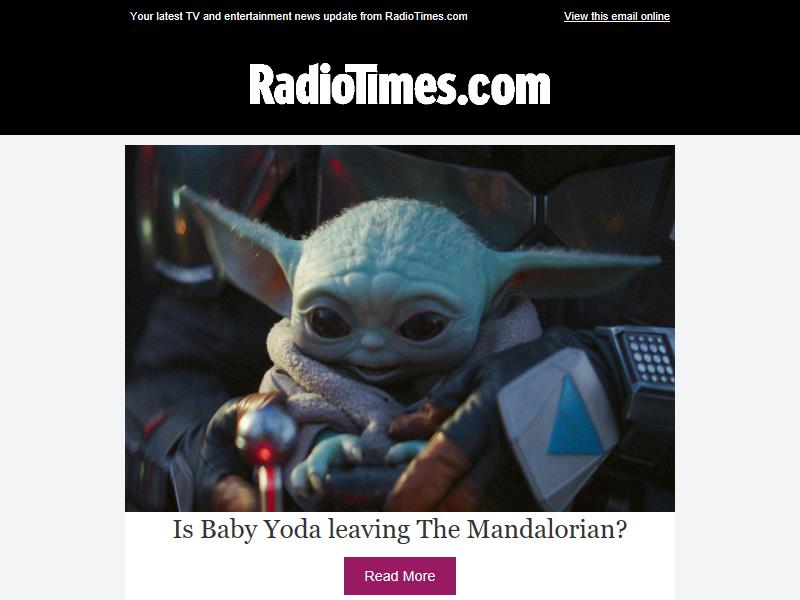 Your latest TV and entertainment news update from RadioTimes.com
View this email online
RadioTimes.com
Is Baby Yoda leaving The Mandalorian?
Read More